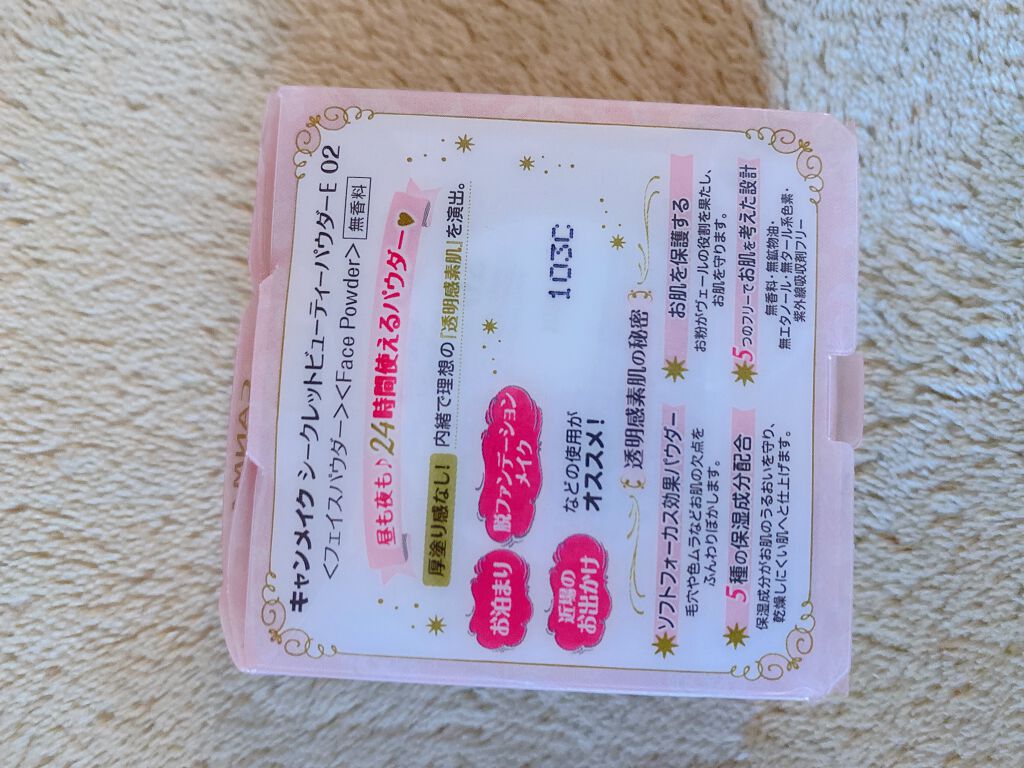 キャンメイク シークレットビューティーパウダーE 02
<フェイスパウダー><Face Powder> 無香料
昼も夜も♪24時間使えるパウダー♥
厚塗り感なし! 内緒で理想の「透明感素肌」を演出。
お泊まり
脱ファンデーション
メイク
近場の
お出かけ
などの使用が
オススメ!
103C
透明感素肌の秘密
ソフトフォーカス効果パウダー
毛穴や色ムラなどお肌の欠点を
ふんわりぼかします。
お肌を保護する
お粉がヴェールの役割を果たし、
お肌を守ります。
5種の保湿成分配合
保湿成分がお肌のうるおいを守り、
乾燥しにくい肌へと仕上げます。
5つのフリーでお肌を考えた設計
無香料・無鉱物油・
無エタノール・無タール系色素・
紫外線吸収剤フリー